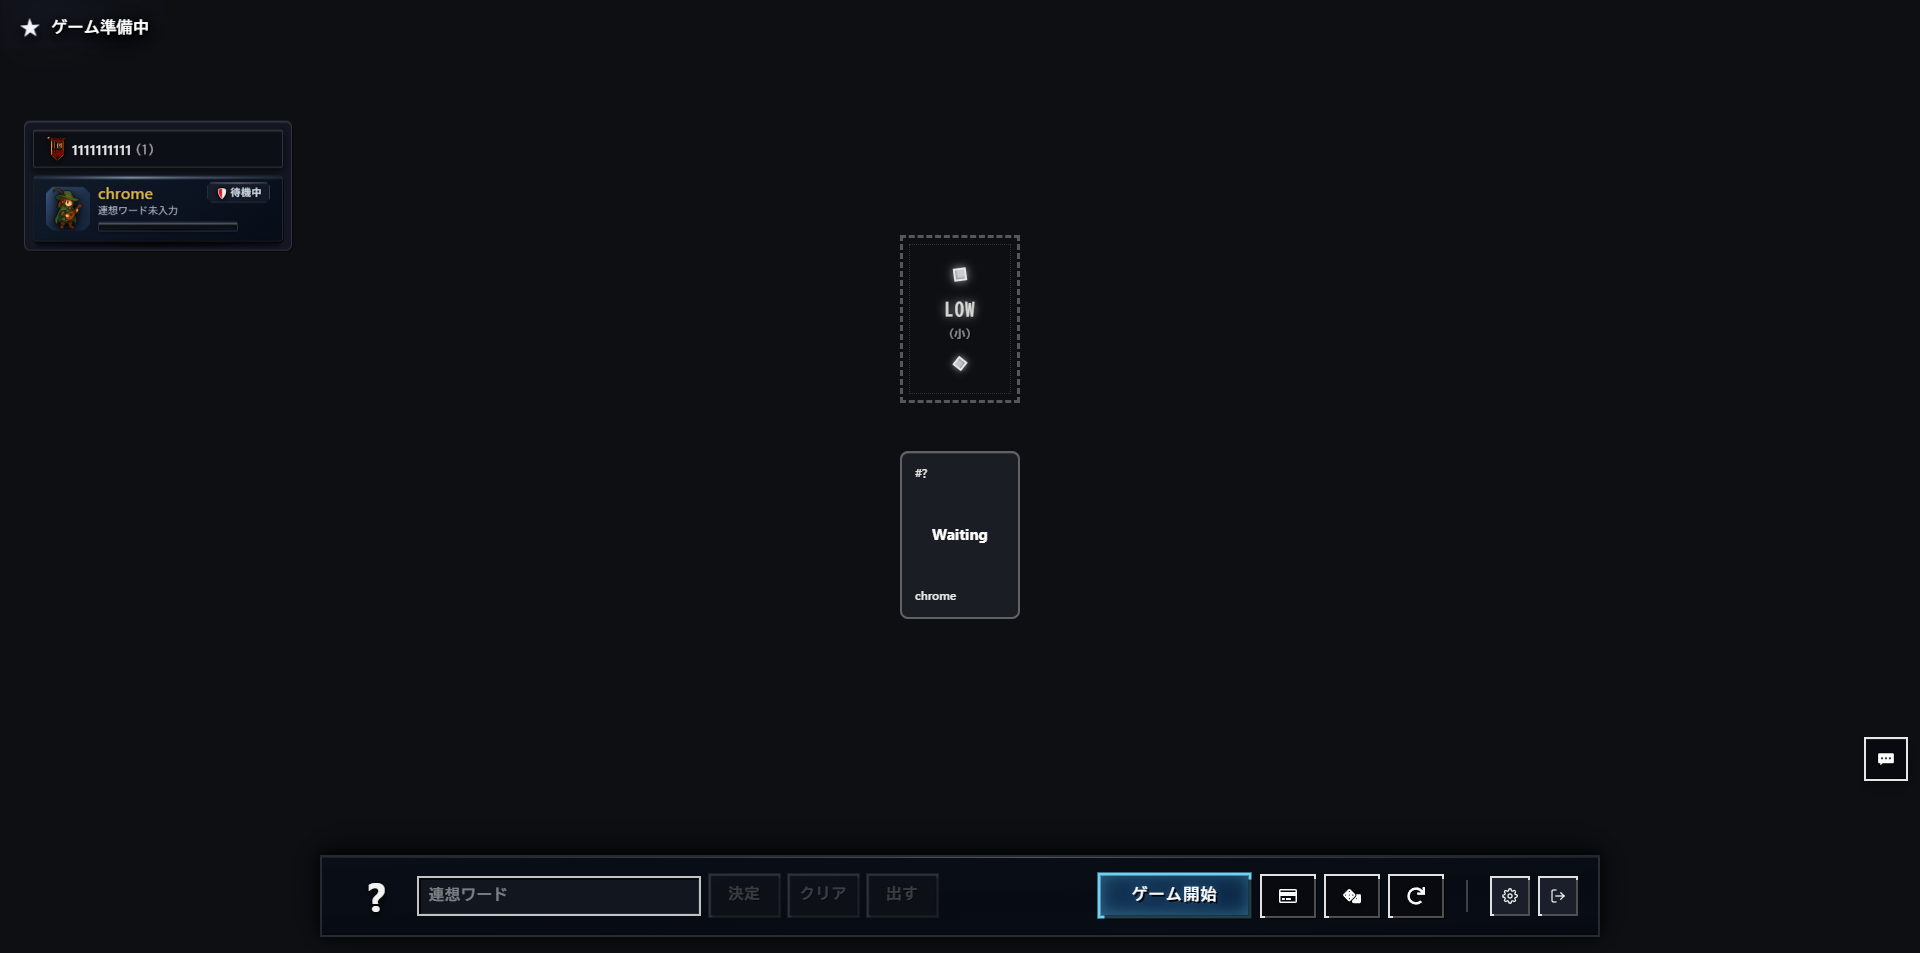 ゲーム準備中
1111111111 (1)
chrome
待機中
連想ワード未入力
LOW
(小)
#?
Waiting
chrome
?
連想ワード
決定
クリア
出す
ゲーム開始